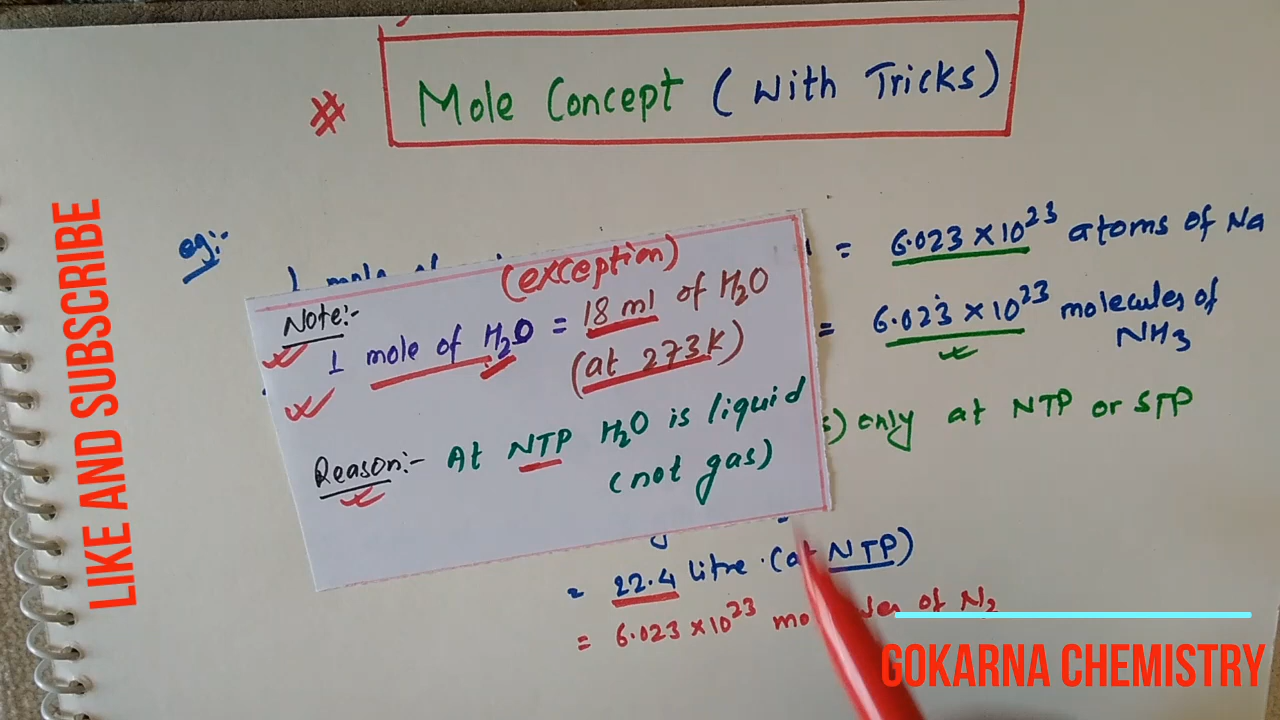 # Mole Concept (With Tricks)
eg:-
= 6.023 × 10²³ atoms of Na
= 6.023 × 10²³ molecules of
NH₃
only at NTP or STP
(exception)
Note:-
1 mole of H₂O = 18 ml of H₂O
(at 273K)
Reason:- At NTP H₂O is liquid
(not gas)
= 22.4 litre (at NTP)
= 6.023 × 10²³ of N₂
LIKE AND SUBSCRIBE
GOKARNA CHEMISTRY